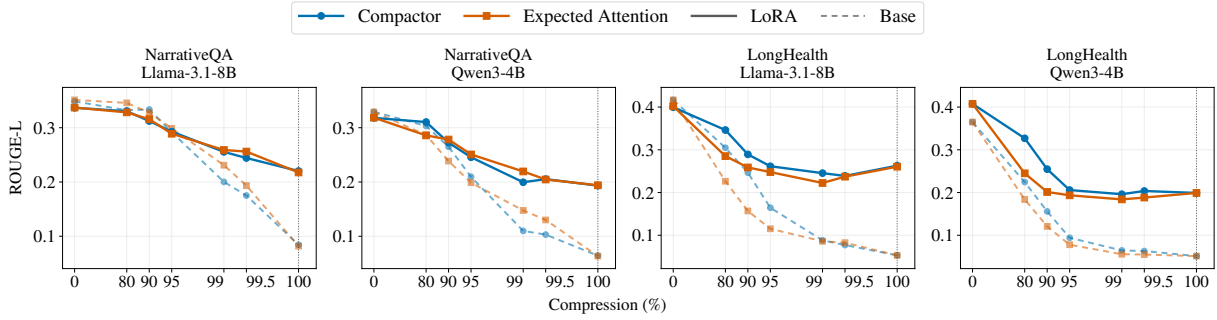 Compactor Expected Attention LoRA Base
NarrativeQA
Llama-3.1-8B
NarrativeQA
Qwen3-4B
LongHealth
Llama-3.1-8B
LongHealth
Qwen3-4B
ROUGE-L
0.3
0.2
0.1
0 80 90 95 99 99.5 100
0.3
0.2
0.1
0 80 90 95 99 99.5 100
0.4
0.3
0.2
0.1
0 80 90 95 99 99.5 100
0.4
0.3
0.2
0.1
0 80 90 95 99 99.5 100
Compression (%)